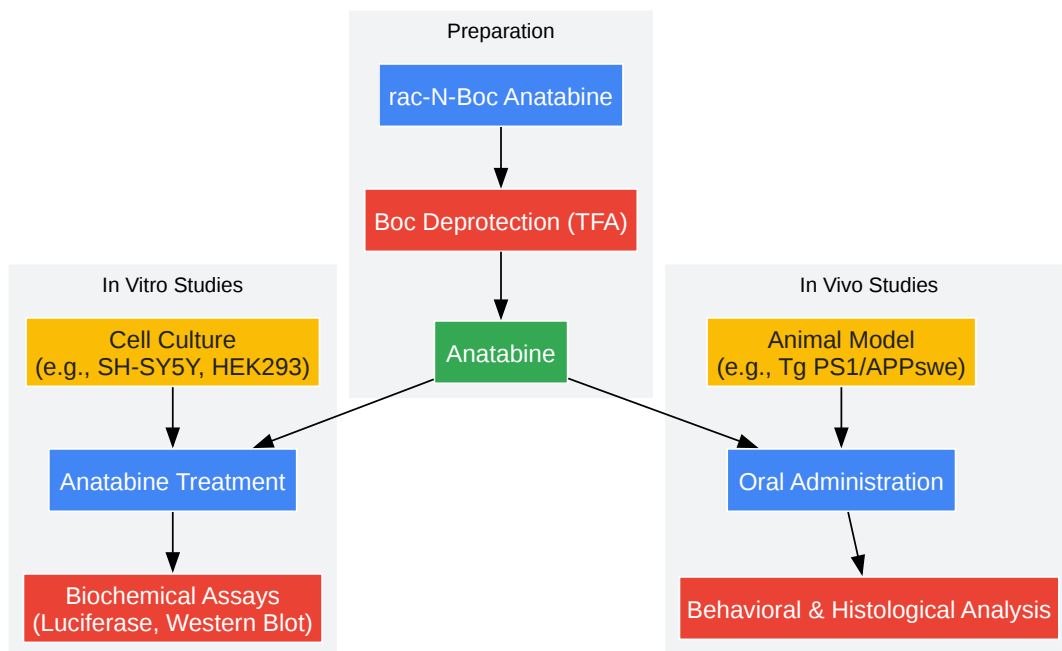 Preparation
rac-N-Boc Anatabine
Boc Deprotection (TFA)
Anatabine
In Vitro Studies
Cell Culture
(e.g., SH-SY5Y, HEK293)
Anatabine Treatment
Biochemical Assays
(Luciferase, Western Blot)
In Vivo Studies
Animal Model
(e.g., Tg PS1/APPswe)
Oral Administration
Behavioral & Histological Analysis